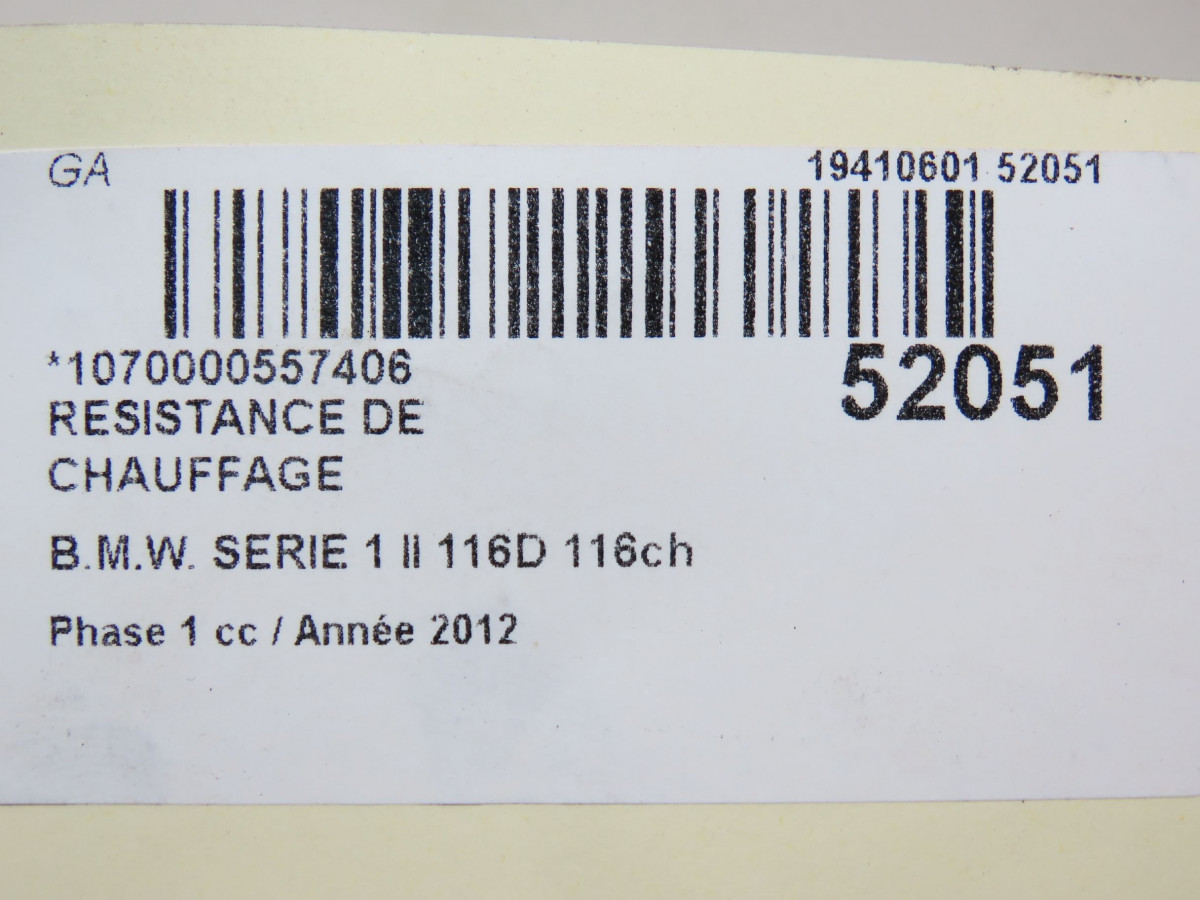 GA 19410601 52051
*1070000557406
52051
RESISTANCE DE
CHAUFFAGE
B.M.W. SERIE 1 II 116D 116ch
Phase 1 cc / Année 2012